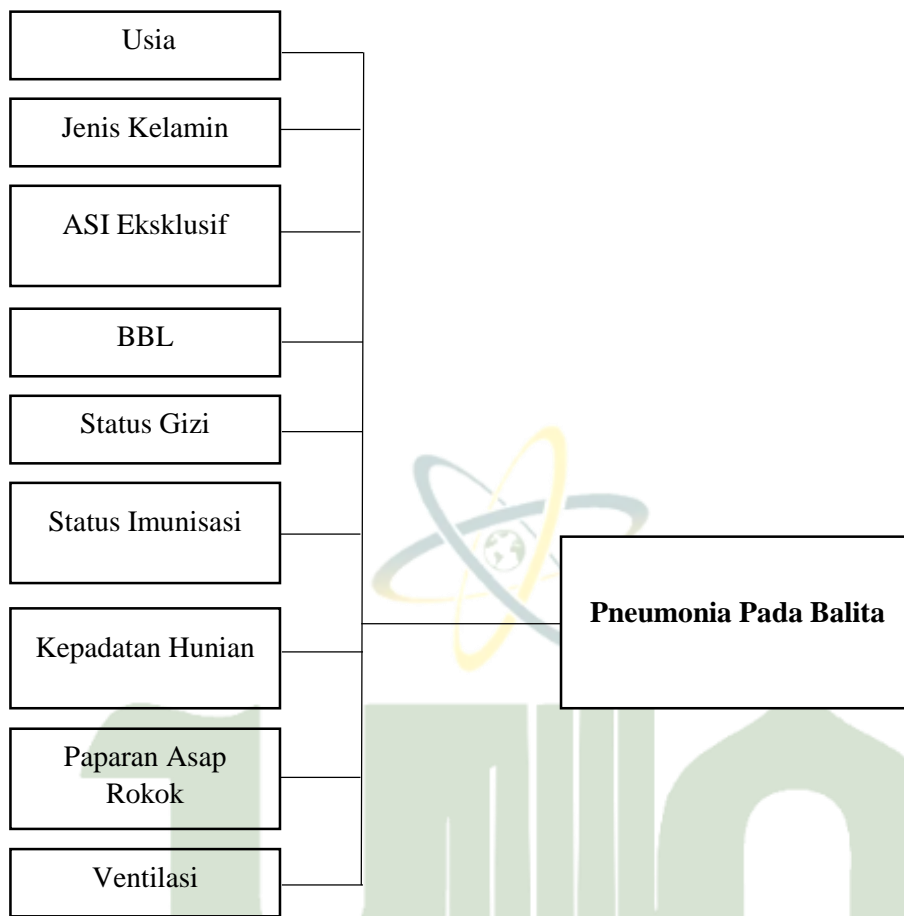 Usia
Jenis Kelamin
ASI Eksklusif
BBL
Status Gizi
Status Imunisasi
Kepadatan Hunian
Paparan Asap
Rokok
Ventilasi
Pneumonia Pada Balita